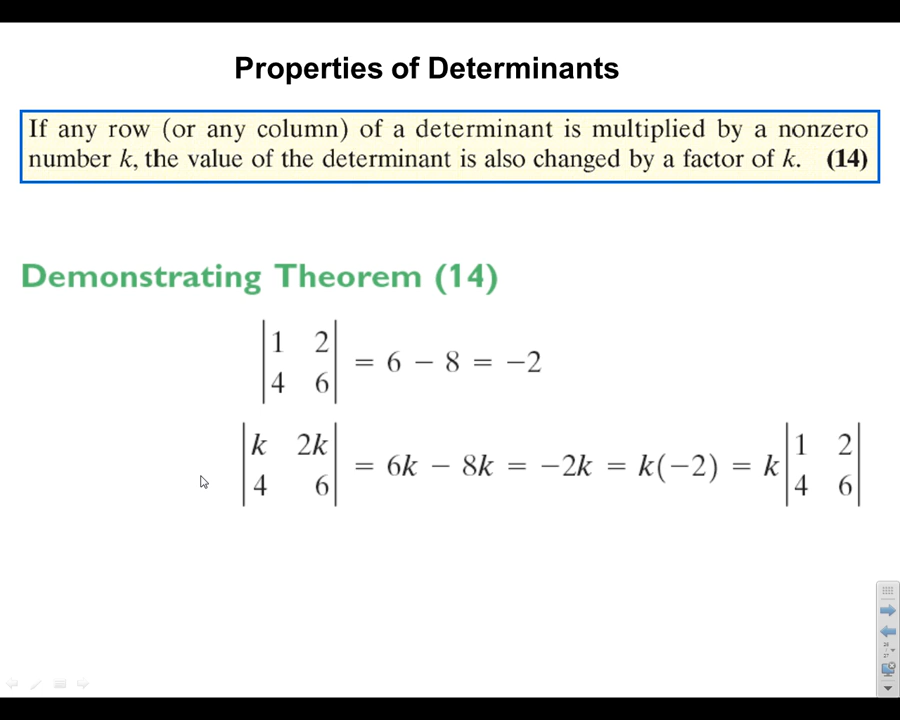 Properties of Determinants
If any row (or any column) of a determinant is multiplied by a nonzero
number k, the value of the determinant is also changed by a factor of k. (14)
Demonstrating Theorem (14)
|1 2|
|4 6| = 6 − 8 = −2
|k 2k|
|4 6| = 6k − 8k = −2k = k(−2) = k |1 2|
|4 6|